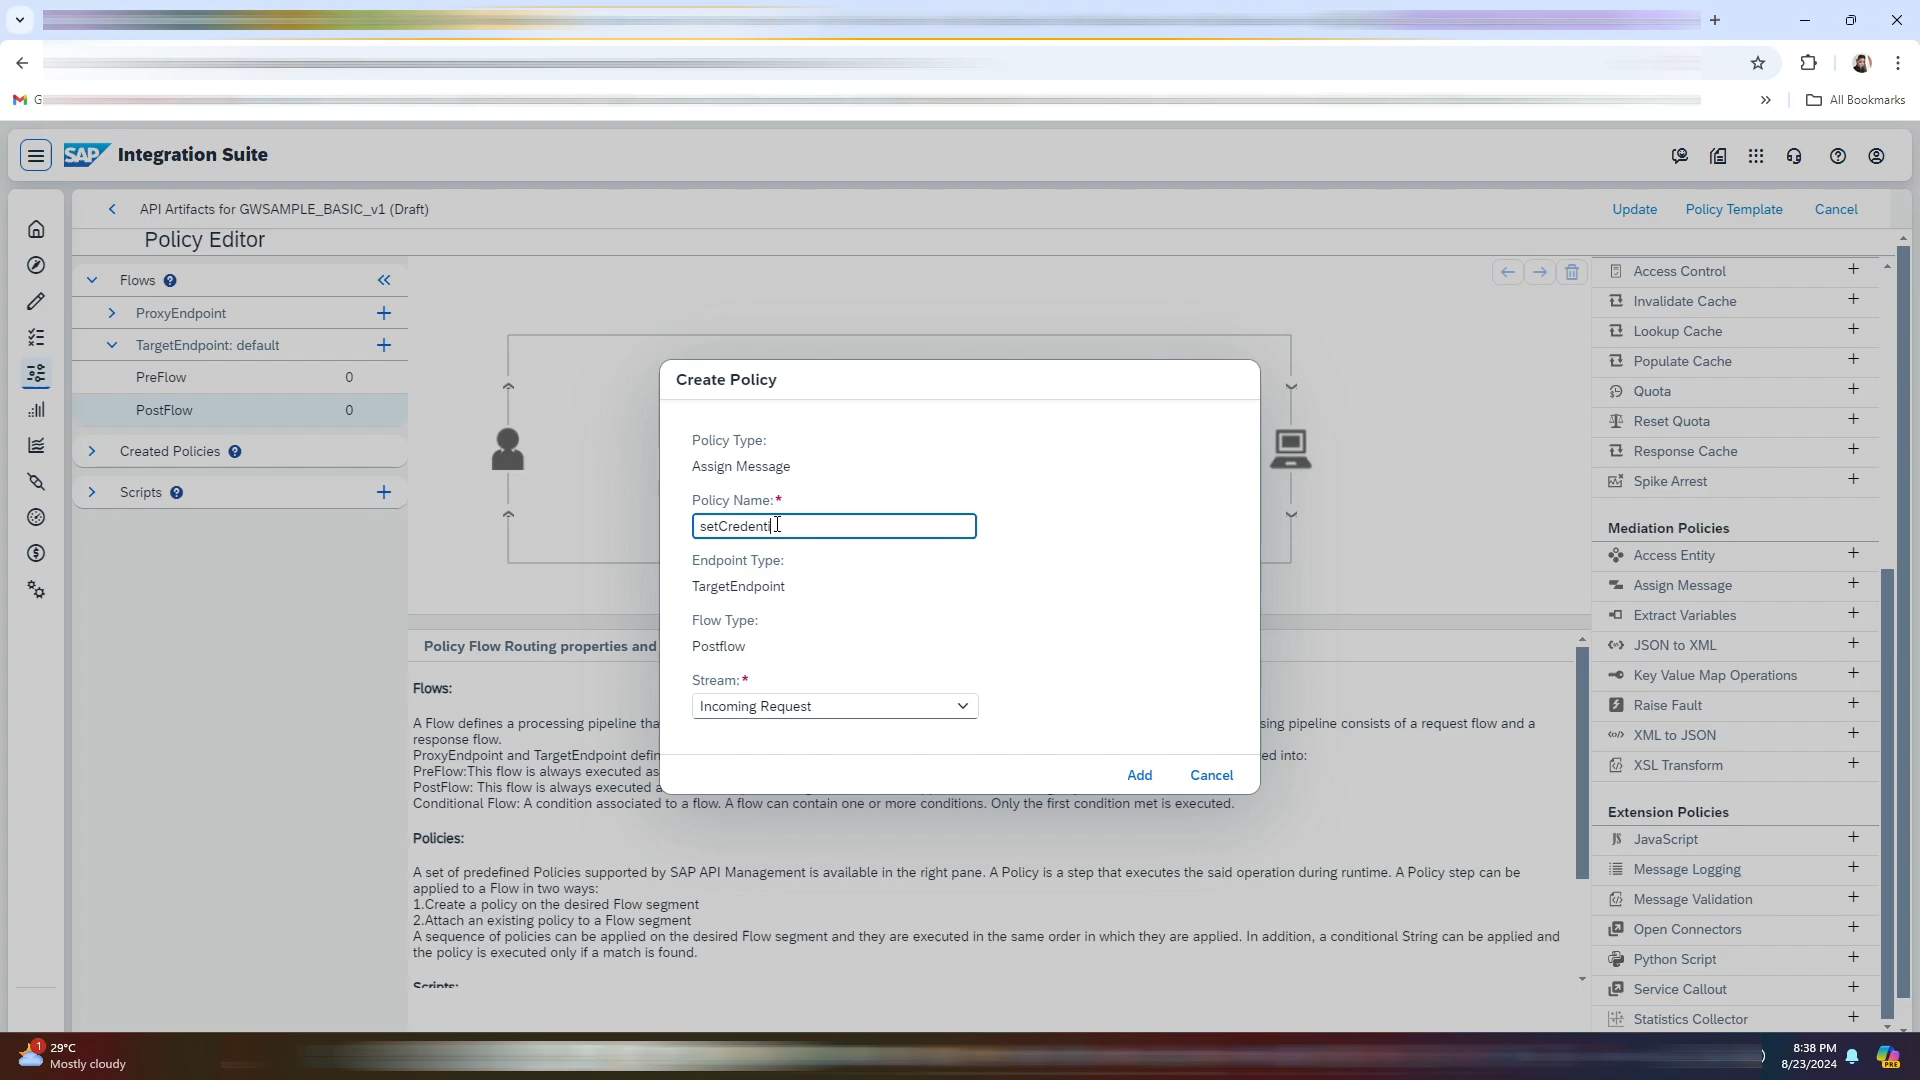 G
All Bookmarks
SAP Integration Suite
API Artifacts for GWSAMPLE_BASIC_v1 (Draft)
Update
Policy Template
Cancel
Policy Editor
Flows
ProxyEndpoint
TargetEndpoint: default
PreFlow 0
PostFlow 0
Created Policies
Scripts
Create Policy
Policy Type:
Assign Message
Policy Name:*
setCredenti
Endpoint Type:
TargetEndpoint
Flow Type:
Postflow
Stream:*
Incoming Request
Add
Cancel
Policy Flow Routing properties and
Flows:
A Flow defines a processing pipeline tha
sing pipeline consists of a request flow and a
response flow.
ProxyEndpoint and TargetEndpoint defin
ed into:
PreFlow:This flow is always executed as
PostFlow: This flow is always executed a
Conditional Flow: A condition associated to a flow. A flow can contain one or more conditions. Only the first condition met is executed.
Policies:
A set of predefined Policies supported by SAP API Management is available in the right pane. A Policy is a step that executes the said operation during runtime. A Policy step can be
applied to a Flow in two ways:
1.Create a policy on the desired Flow segment
2.Attach an existing policy to a Flow segment
A sequence of policies can be applied on the desired Flow segment and they are executed in the same order in which they are applied. In addition, a conditional String can be applied and
the policy is executed only if a match is found.
Scripts:
Access Control
Invalidate Cache
Lookup Cache
Populate Cache
Quota
Reset Quota
Response Cache
Spike Arrest
Mediation Policies
Access Entity
Assign Message
Extract Variables
JSON to XML
Key Value Map Operations
Raise Fault
XML to JSON
XSL Transform
Extension Policies
JavaScript
Message Logging
Message Validation
Open Connectors
Python Script
Service Callout
Statistics Collector
1
29°C
Mostly cloudy
8:38 PM
8/23/2024
PRE